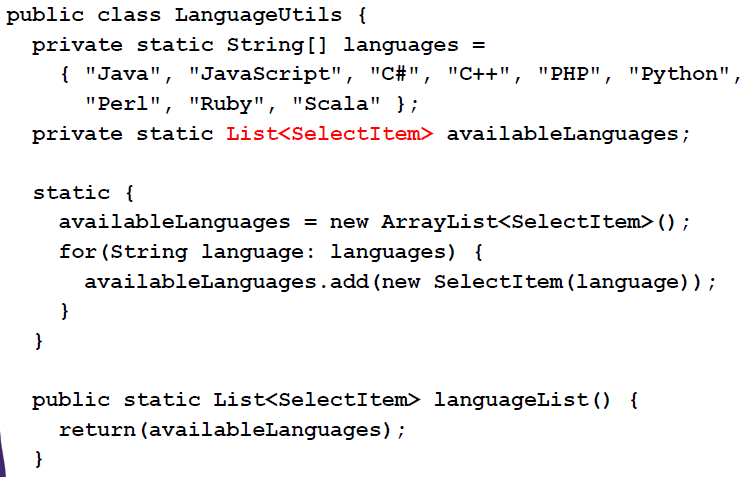 public class LanguageUtils {
  private static String[] languages =
    { "Java", "JavaScript", "C#", "C++", "PHP", "Python",
      "Perl", "Ruby", "Scala" };
  private static List<SelectItem> availableLanguages;

  static {
    availableLanguages = new ArrayList<SelectItem>();
    for(String language: languages) {
      availableLanguages.add(new SelectItem(language));
    }
  }

  public static List<SelectItem> languageList() {
    return(availableLanguages);
  }